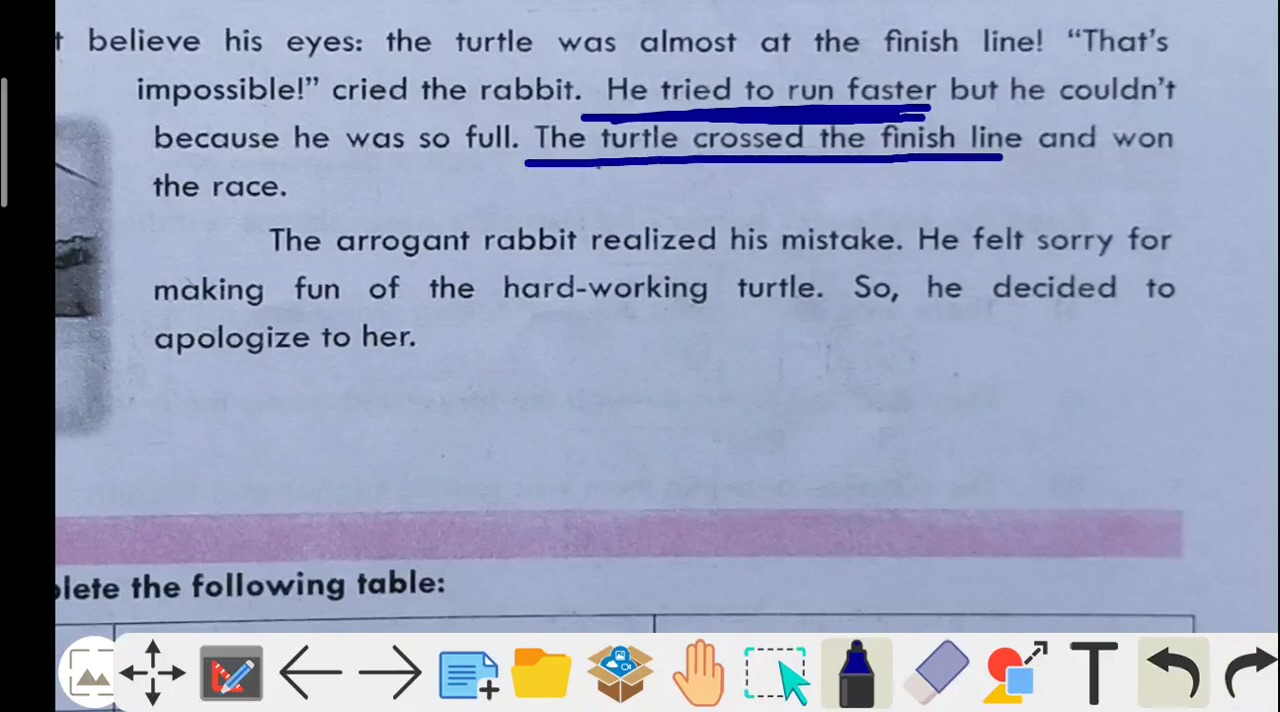 believe his eyes: the turtle was almost at the finish line! “That’s
impossible!” cried the rabbit. He tried to run faster but he couldn’t
because he was so full. The turtle crossed the finish line and won
the race.
The arrogant rabbit realized his mistake. He felt sorry for
making fun of the hard-working turtle. So, he decided to
apologize to her.
plete the following table:
T